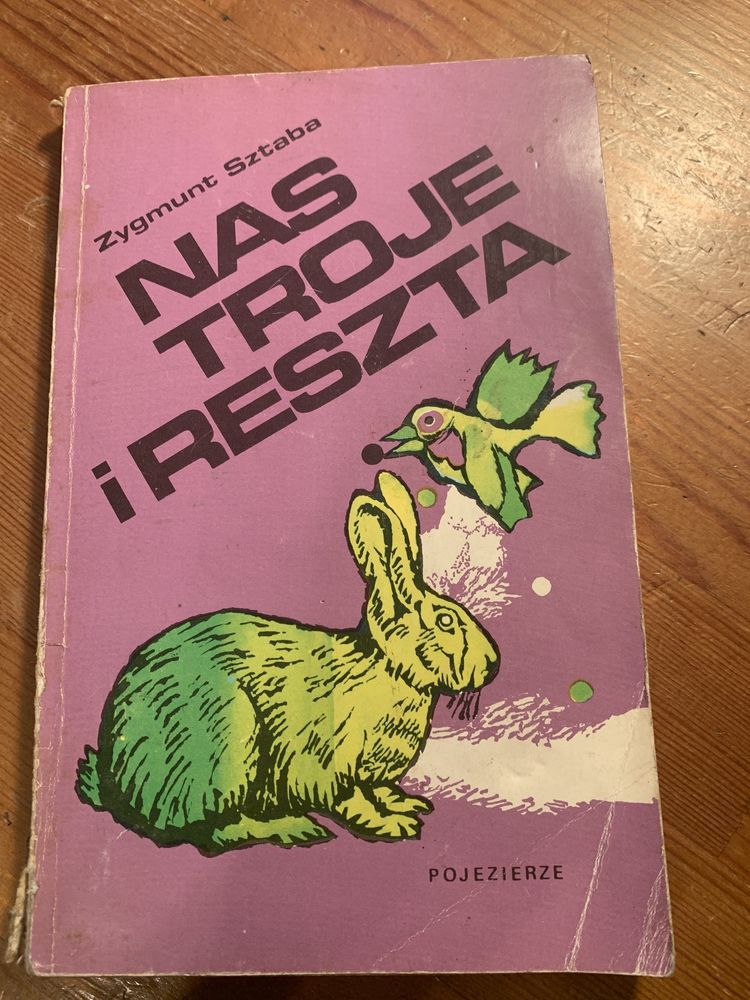 Zygmunt Sztaba
NAS
TROJE
i RESZTA
POJEZIERZE